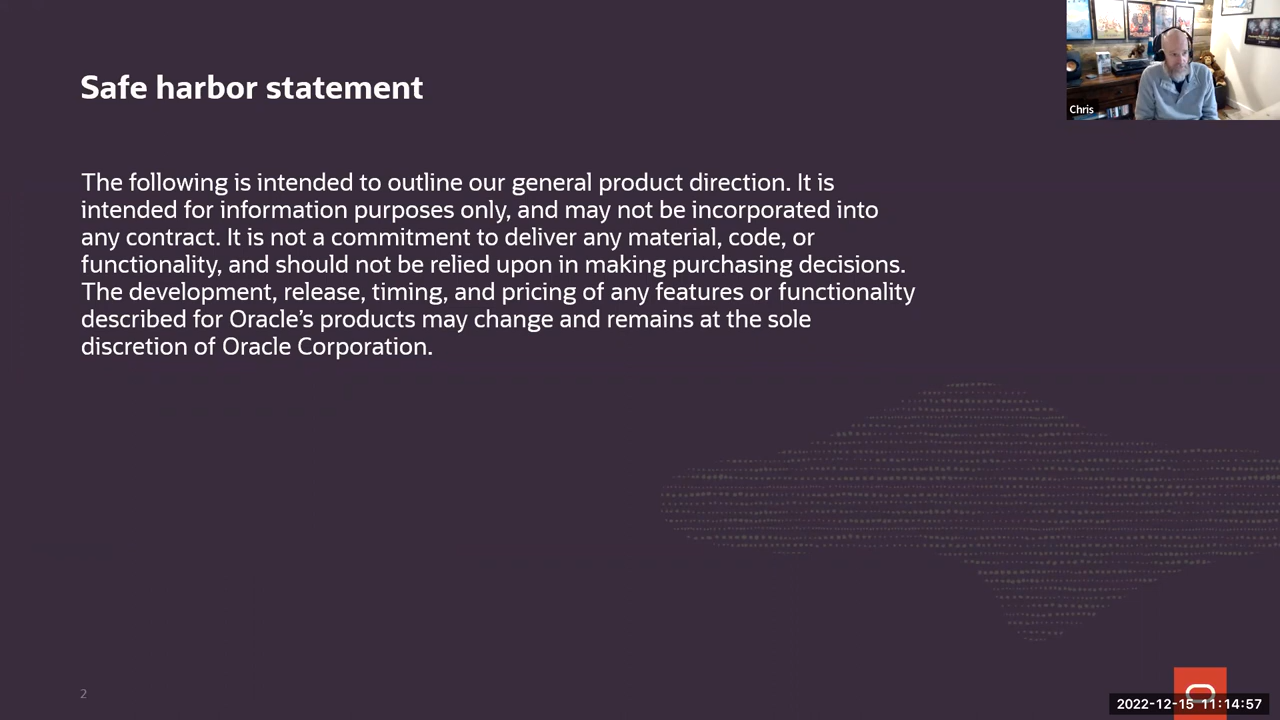 Safe harbor statement
Chris
The following is intended to outline our general product direction. It is
intended for information purposes only, and may not be incorporated into
any contract. It is not a commitment to deliver any material, code, or
functionality, and should not be relied upon in making purchasing decisions.
The development, release, timing, and pricing of any features or functionality
described for Oracle’s products may change and remains at the sole
discretion of Oracle Corporation.
2
2022-12-15 11:14:57